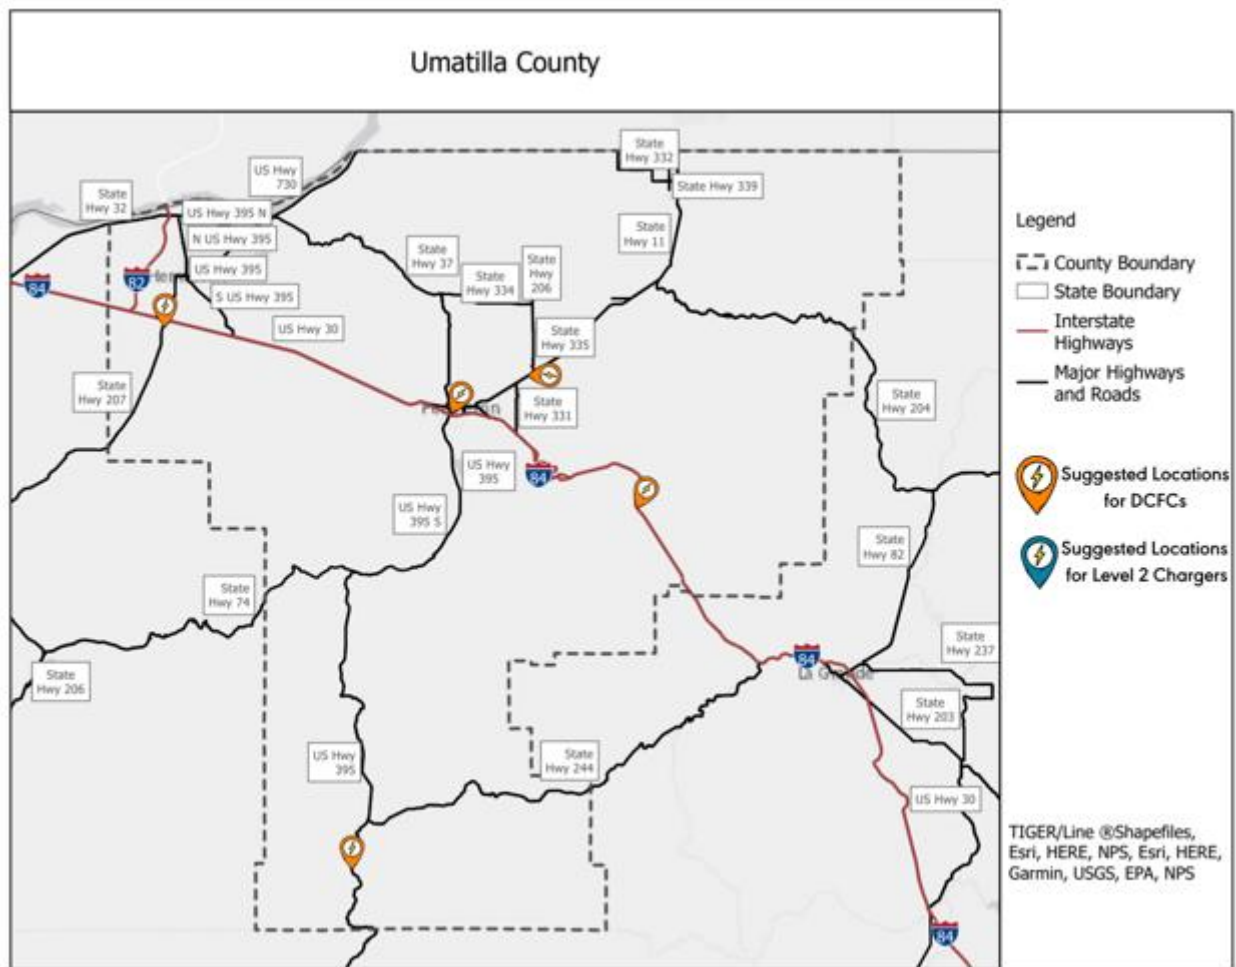 Umatilla County
State
Hwy 332
US Hwy
730
State Hwy 339
State
Hwy 32
US Hwy 395 N
State
Hwy 11
N US Hwy 395
State
Hwy 37
State
Hwy
206
US Hwy 395
State
Hwy 334
84
82
S US Hwy 395
US Hwy 30
State
Hwy 335
State
Hwy 207
State
Hwy 204
State
Hwy 331
US Hwy
395
84
US Hwy
395 S
State
Hwy 82
State
Hwy 74
State
Hwy 237
84
La Grande
State
Hwy 206
State
Hwy 203
US Hwy
395
State
Hwy 244
US Hwy 30
84
Legend
County Boundary
State Boundary
Interstate
Highways
Major Highways
and Roads
Suggested Locations
for DCFCs
Suggested Locations
for Level 2 Chargers
TIGER/Line ®Shapefiles,
Esri, HERE, NPS, Esri, HERE,
Garmin, USGS, EPA, NPS